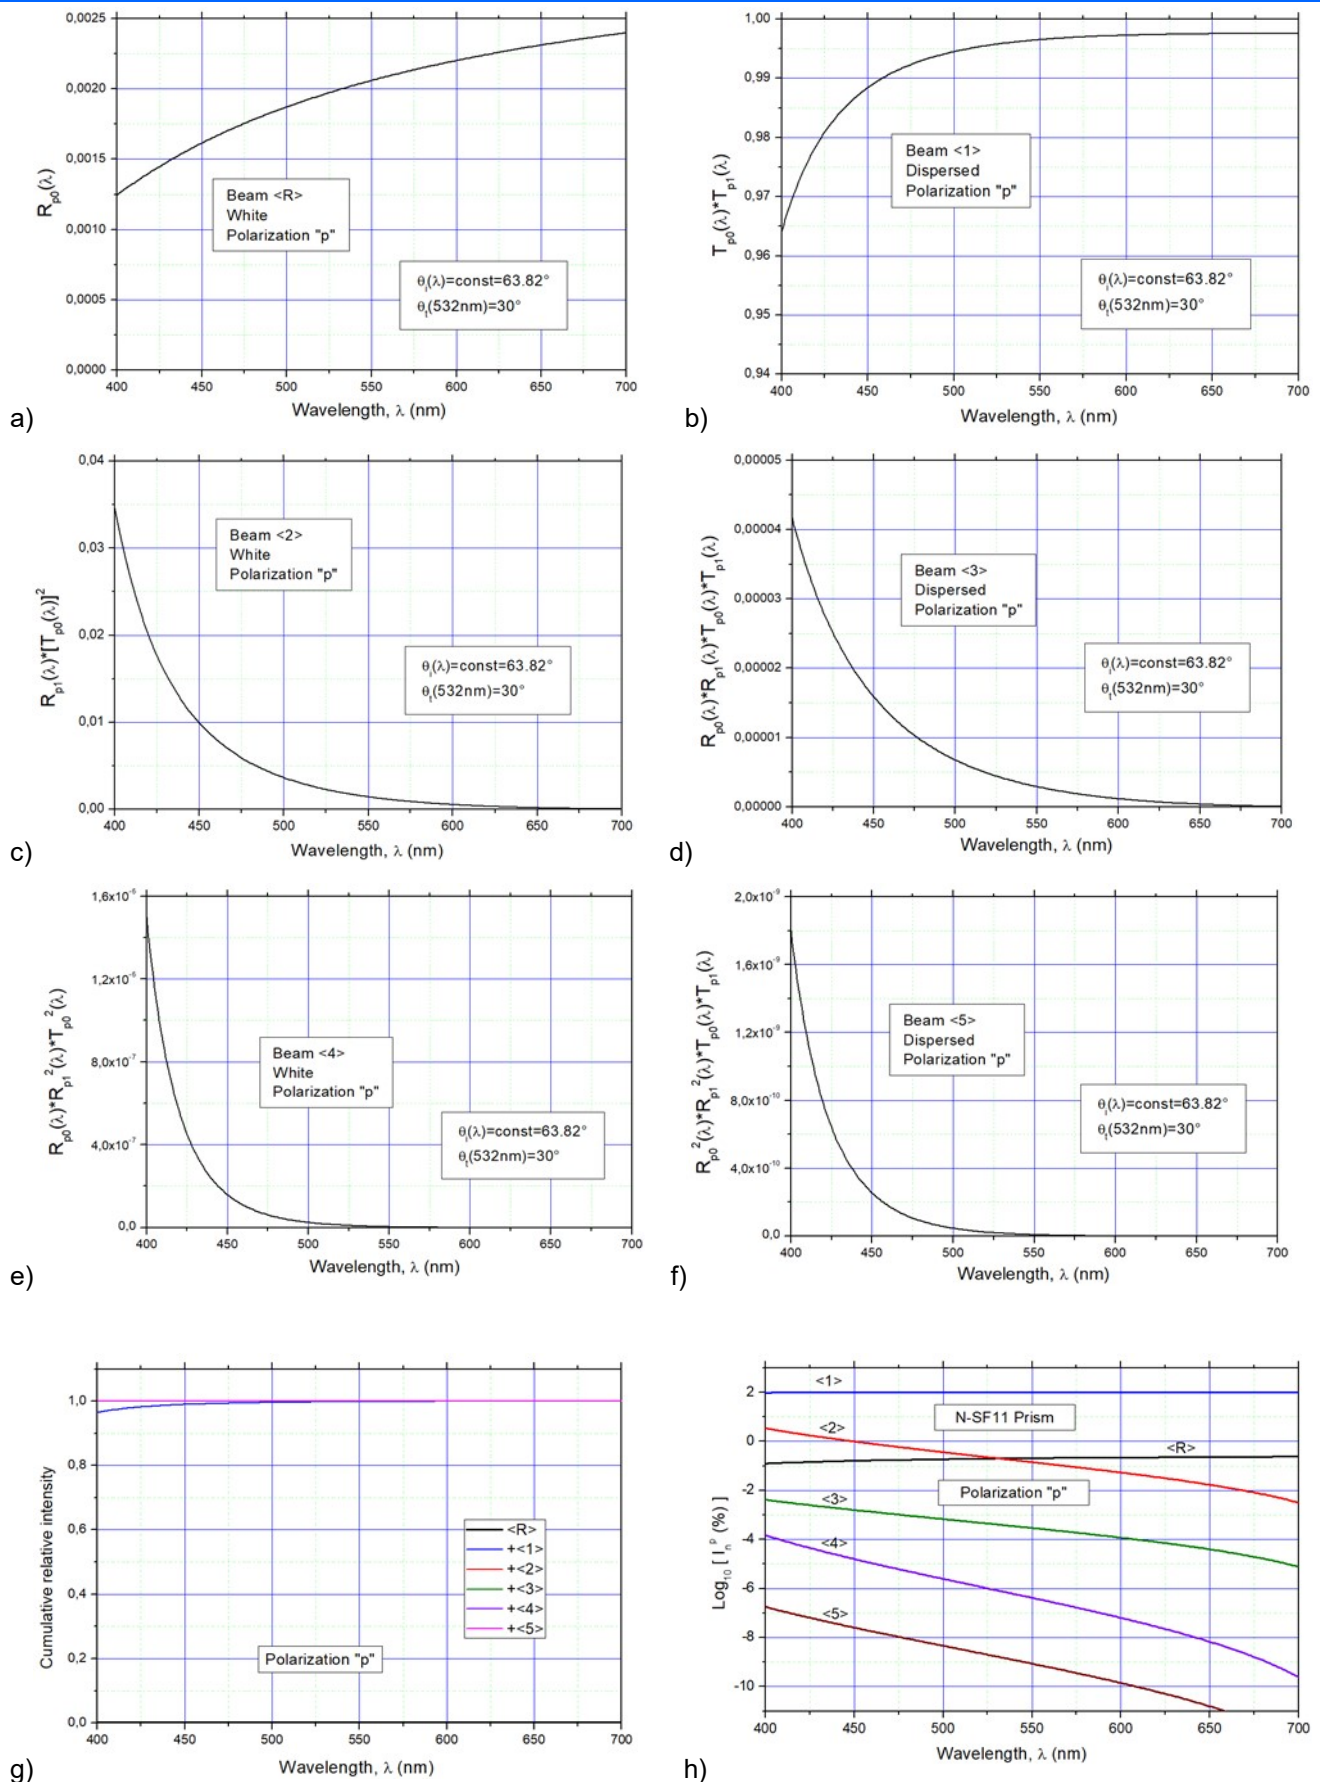 0,0025
0,0020
0,0015
0,0010
0,0005
0,0000
400 450 500 550 600 650 700
R_p0(λ)
Beam <R>
White
Polarization "p"
θ_i(λ)=const=63.82°
θ_t(532nm)=30°
Wavelength, λ (nm)
a)
1,00
0,99
0,98
0,97
0,96
0,95
0,94
400 450 500 550 600 650 700
T_p0(λ)*T_p1(λ)
Beam <1>
Dispersed
Polarization "p"
θ_i(λ)=const=63.82°
θ_t(532nm)=30°
Wavelength, λ (nm)
b)
0,04
0,03
0,02
0,01
0,00
400 450 500 550 600 650 700
R_p1(λ)*[T_p0(λ)]²
Beam <2>
White
Polarization "p"
θ_i(λ)=const=63.82°
θ_t(532nm)=30°
Wavelength, λ (nm)
c)
0,00005
0,00004
0,00003
0,00002
0,00001
0,00000
400 450 500 550 600 650 700
R_p0(λ)*R_p1(λ)*T_p0(λ)*T_p1(λ)
Beam <3>
Dispersed
Polarization "p"
θ_i(λ)=const=63.82°
θ_t(532nm)=30°
Wavelength, λ (nm)
d)
1,6x10⁻⁶
1,2x10⁻⁶
8,0x10⁻⁷
4,0x10⁻⁷
0,0
400 450 500 550 600 650 700
R_p0(λ)*R_p1²(λ)*T_p0²(λ)
Beam <4>
White
Polarization "p"
θ_i(λ)=const=63.82°
θ_t(532nm)=30°
Wavelength, λ (nm)
e)
2,0x10⁻⁹
1,6x10⁻⁹
1,2x10⁻⁹
8,0x10⁻¹⁰
4,0x10⁻¹⁰
0,0
400 450 500 550 600 650 700
R_p0²(λ)*R_p1²(λ)*T_p0(λ)*T_p1(λ)
Beam <5>
Dispersed
Polarization "p"
θ_i(λ)=const=63.82°
θ_t(532nm)=30°
Wavelength, λ (nm)
f)
1,0
0,8
0,6
0,4
0,2
0,0
400 450 500 550 600 650 700
Cumulative relative intensity
<R>
+<1>
+<2>
+<3>
+<4>
+<5>
Polarization "p"
Wavelength, λ (nm)
g)
2
0
-2
-4
-6
-8
-10
400 450 500 550 600 650 700
Log₁₀ [ I_n^p (%) ]
<1>
N-SF11 Prism
<2>
<R>
Polarization "p"
<3>
<4>
<5>
Wavelength, λ (nm)
h)